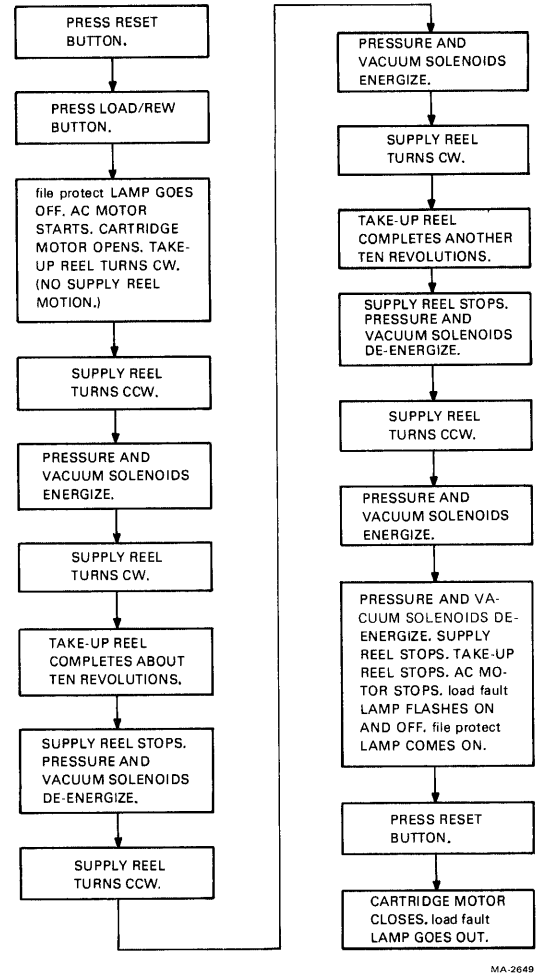 PRESS RESET
BUTTON.
PRESS LOAD/REW
BUTTON.
file protect LAMP GOES
OFF. AC MOTOR
STARTS. CARTRIDGE
MOTOR OPENS. TAKE-
UP REEL TURNS CW.
(NO SUPPLY REEL
MOTION.)
SUPPLY REEL
TURNS CCW.
PRESSURE AND
VACUUM SOLENOIDS
ENERGIZE.
SUPPLY REEL
TURNS CW.
TAKE-UP REEL
COMPLETES ABOUT
TEN REVOLUTIONS.
SUPPLY REEL STOPS.
PRESSURE AND
VACUUM SOLENOIDS
DE-ENERGIZE.
SUPPLY REEL
TURNS CCW.
PRESSURE AND
VACUUM SOLENOIDS
ENERGIZE.
SUPPLY REEL
TURNS CW.
TAKE-UP REEL
COMPLETES ANOTHER
TEN REVOLUTIONS.
SUPPLY REEL STOPS.
PRESSURE AND
VACUUM SOLENOIDS
DE-ENERGIZE.
SUPPLY REEL
TURNS CCW.
PRESSURE AND
VACUUM SOLENOIDS
ENERGIZE.
PRESSURE AND VA-
CUUM SOLENOIDS DE-
ENERGIZE. SUPPLY
REEL STOPS. TAKE-UP
REEL STOPS. AC MO-
TOR STOPS. load fault
LAMP FLASHES ON
AND OFF. file protect
LAMP COMES ON.
PRESS RESET
BUTTON.
CARTRIDGE MOTOR
CLOSES. load fault
LAMP GOES OUT.
MA-2649